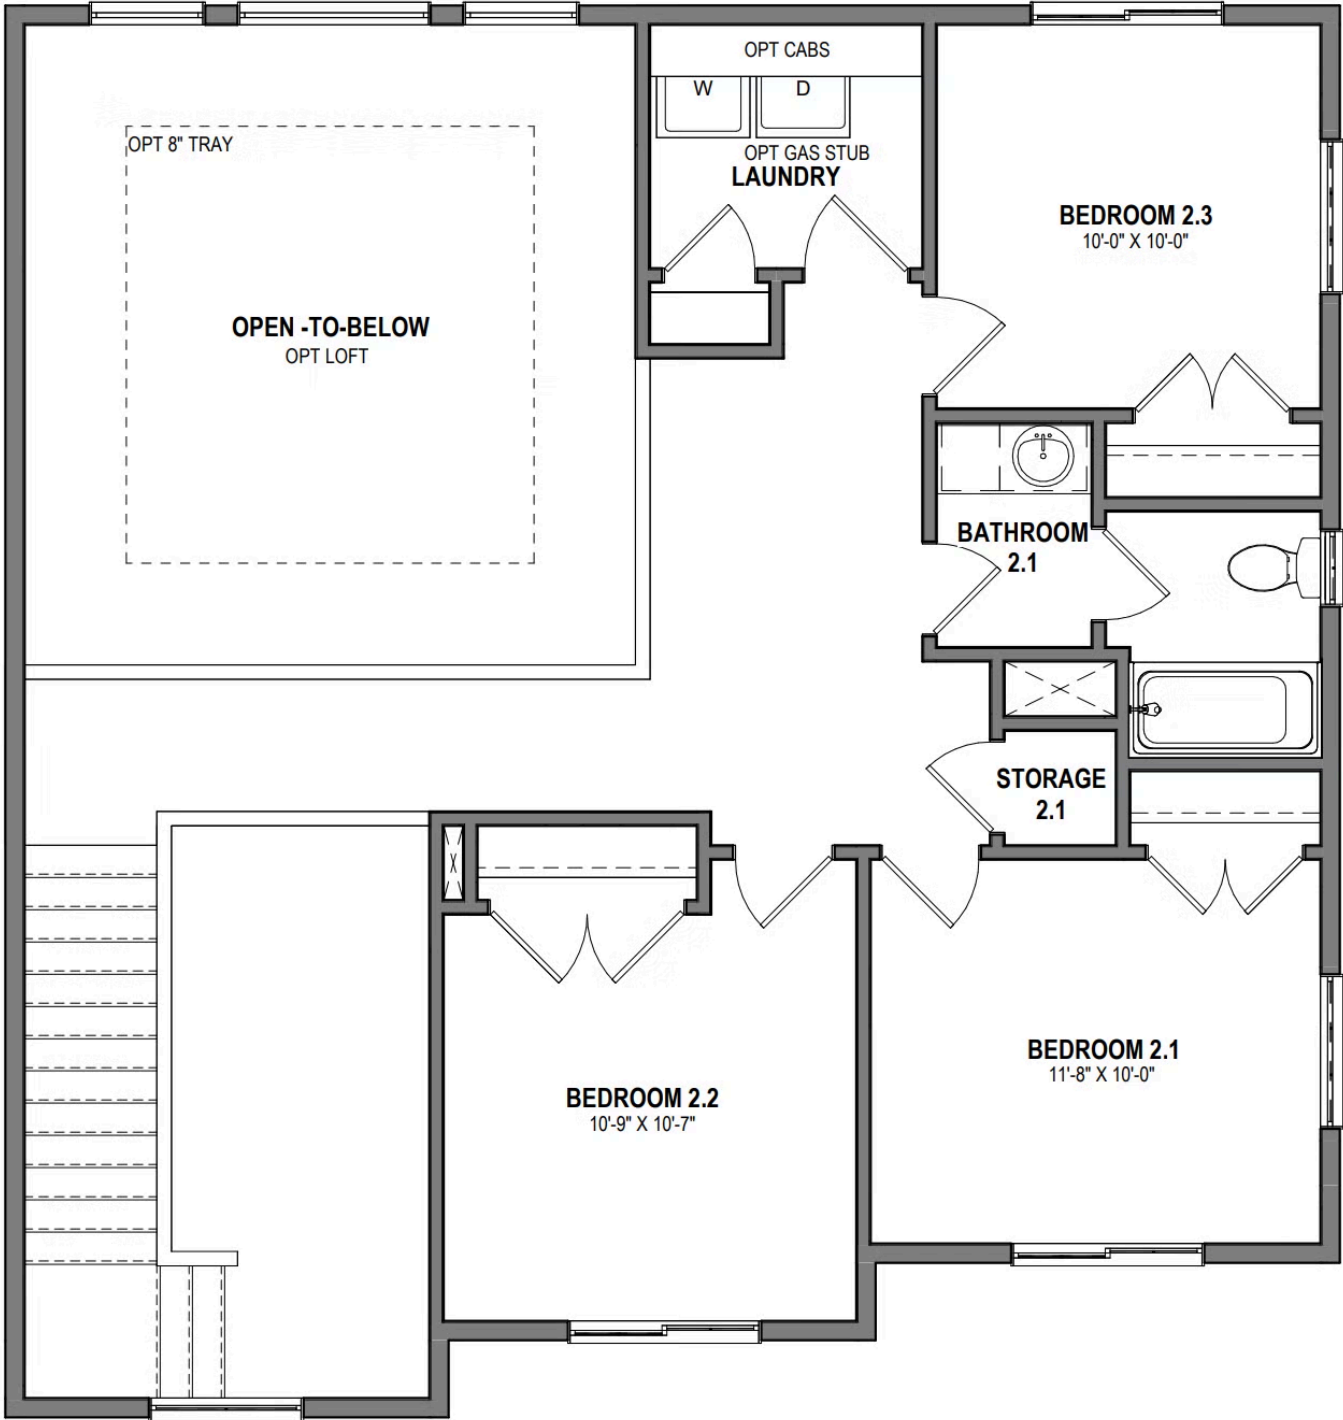 OPT CABS
W
D
OPT 8" TRAY
OPT GAS STUB
LAUNDRY
BEDROOM 2.3
10'-0" X 10'-0"
OPEN -TO-BELOW
OPT LOFT
BATHROOM
2.1
STORAGE
2.1
BEDROOM 2.1
11'-8" X 10'-0"
BEDROOM 2.2
10'-9" X 10'-7"